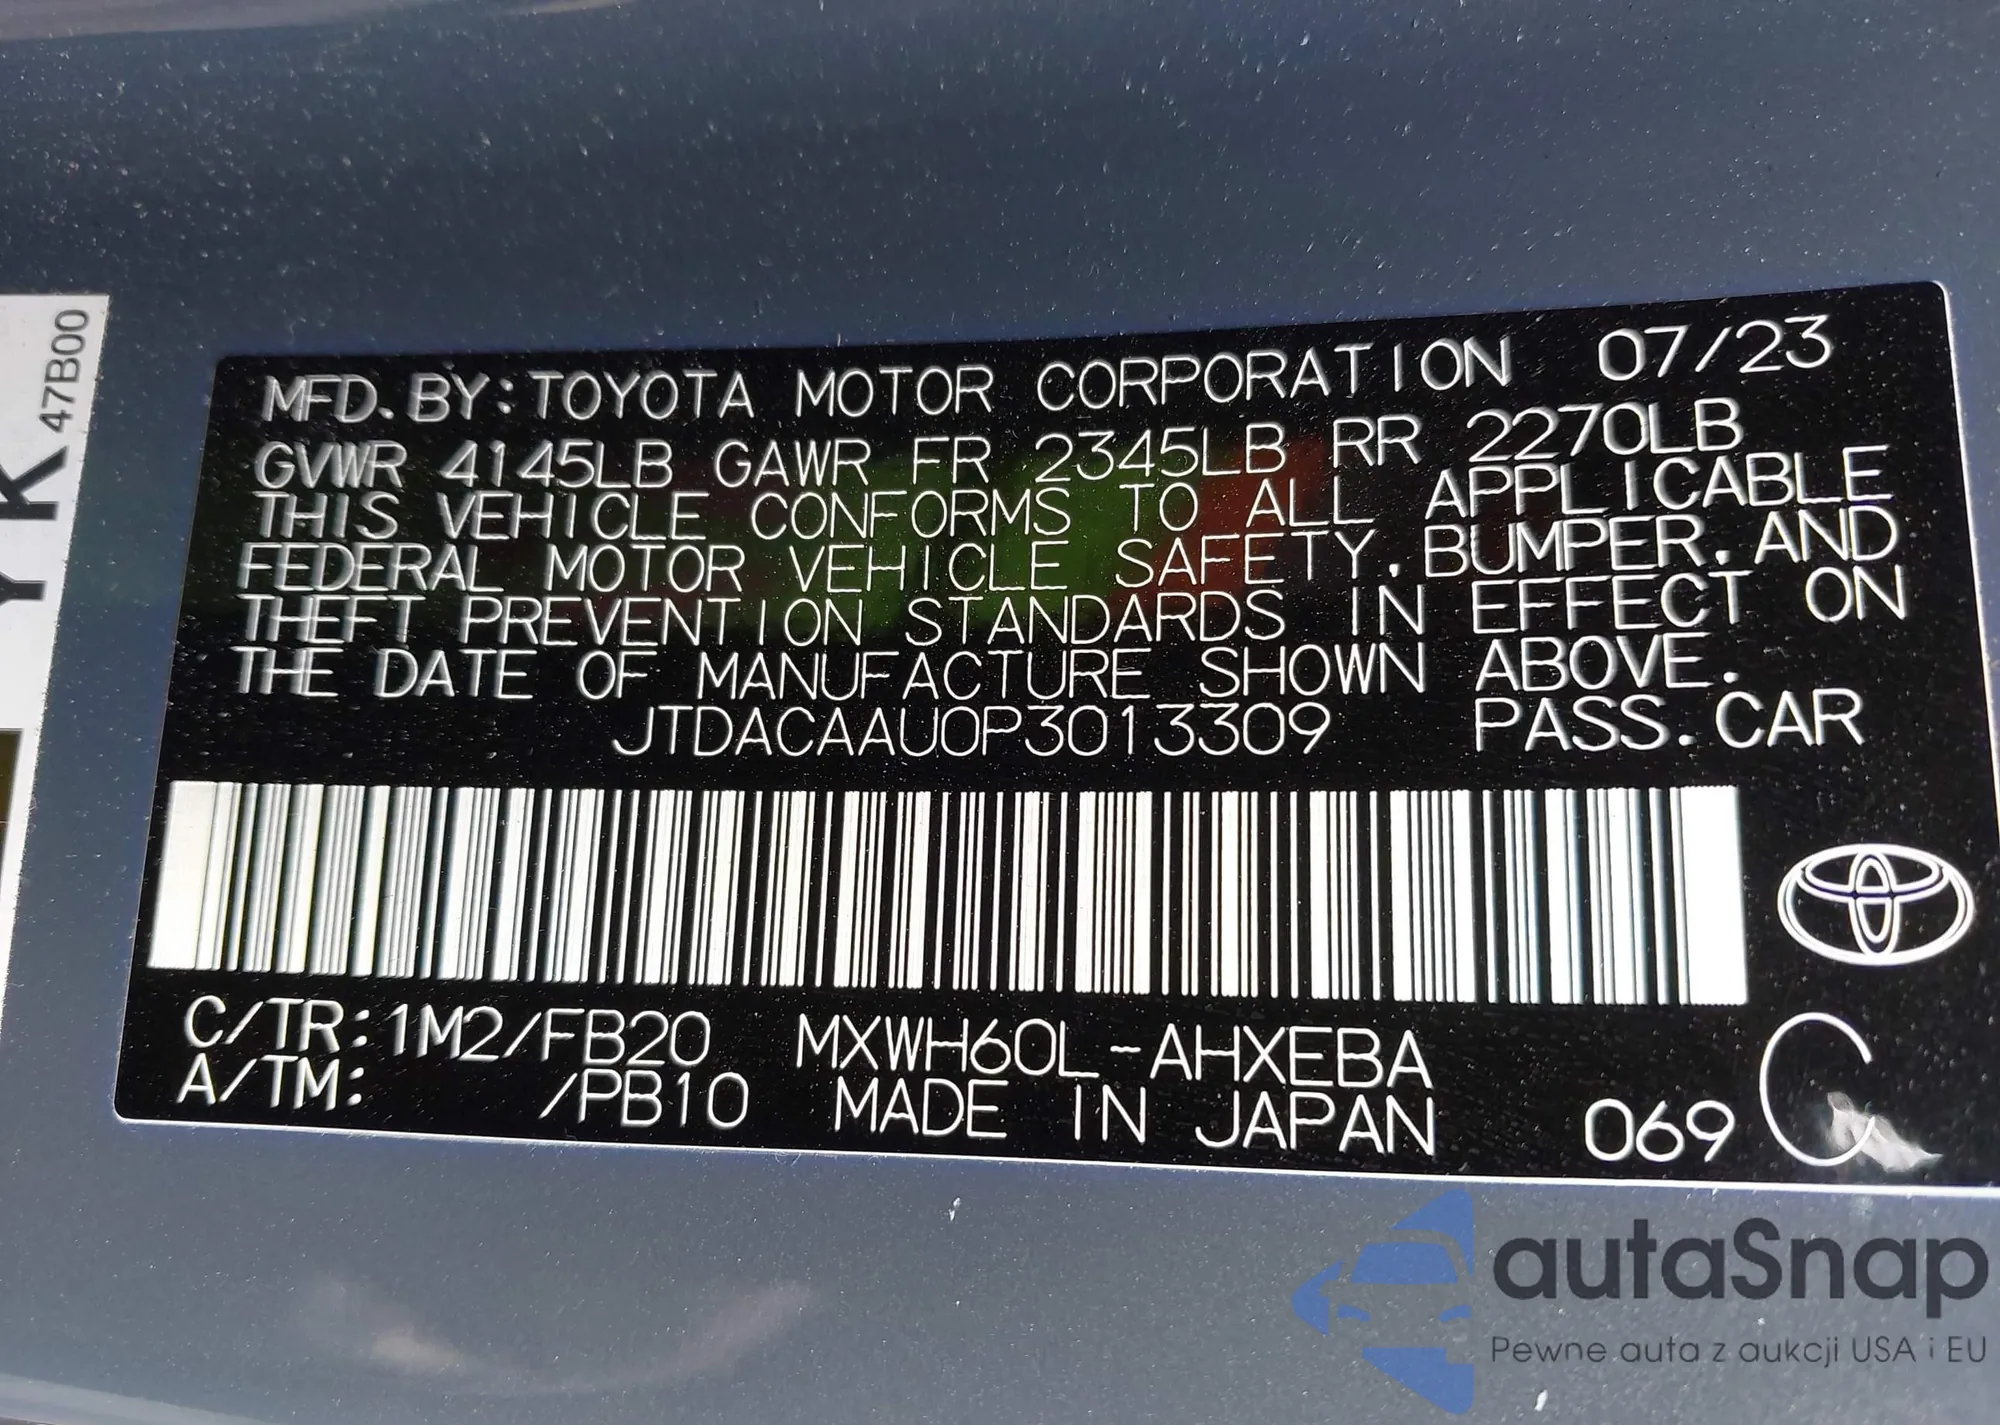 47B00
YK
MFD. BY: TOYOTA MOTOR CORPORATION 07/23
GVWR 4145LB GAWR FR 2345LB RR 2270LB
THIS VEHICLE CONFORMS TO ALL APPLICABLE
FEDERAL MOTOR VEHICLE SAFETY, BUMPER, AND
THEFT PREVENTION STANDARDS IN EFFECT ON
THE DATE OF MANUFACTURE SHOWN ABOVE.
JTDACAAU0P3013309 PASS. CAR
C/TR: 1M2/FB20 MXWH60L-AHXEBA
A/TM: /PB10 MADE IN JAPAN 069 C
autaSnap
Pewne auta z aukcji USA i EU